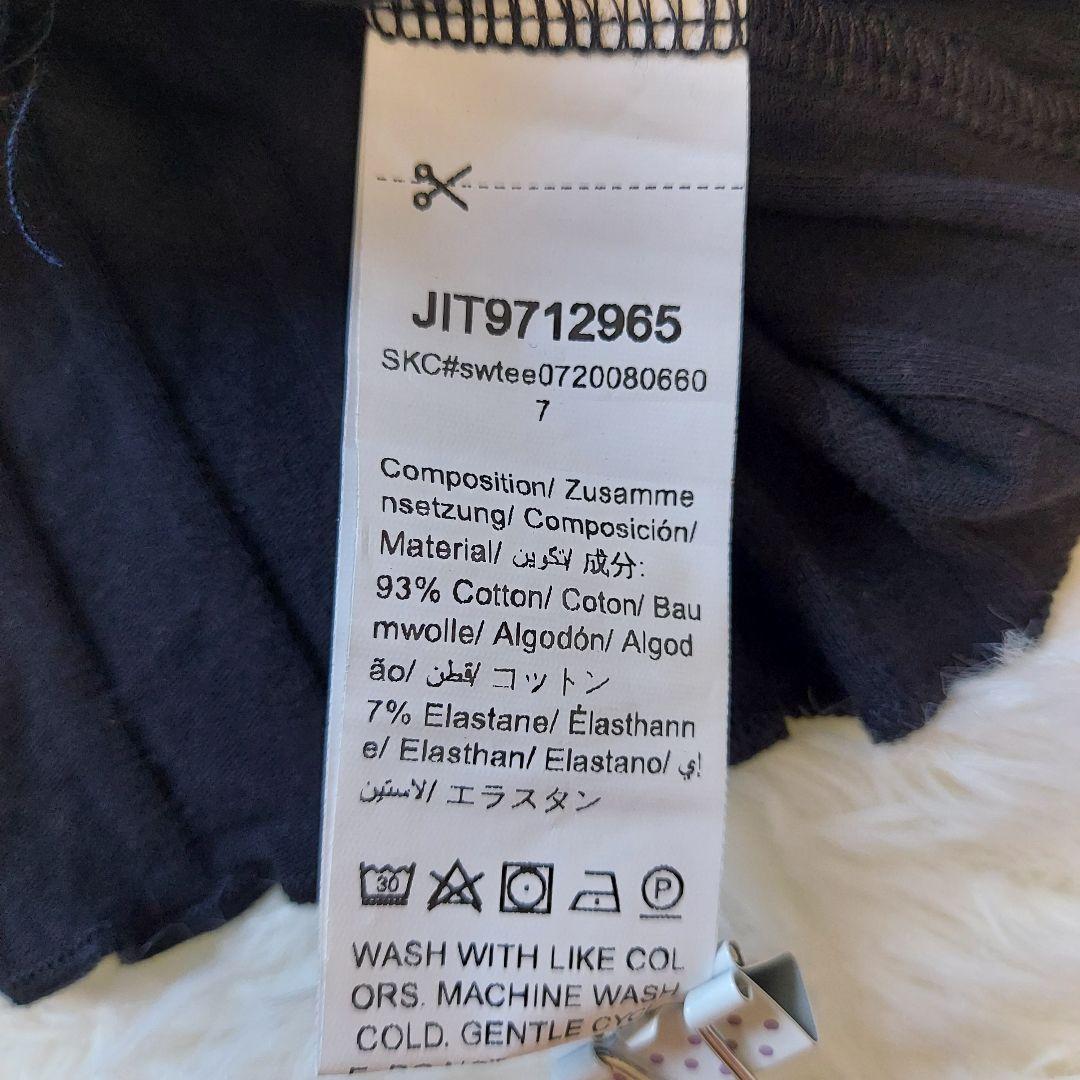 JIT9712965
SKC#swtee0720080660
7
Composition/ Zusamme
nsetzung/ Composición/
Material/ تكوين/ 成分:
93% Cotton/ Coton/ Bau
mwolle/ Algodón/ Algod
ão/ قطن/ コットン
7% Elastane/ Élasthann
e/ Elasthan/ Elastano/ إي
لاستين/ エラスタン
30
P
WASH WITH LIKE COL
ORS. MACHINE WASH
COLD. GENTLE